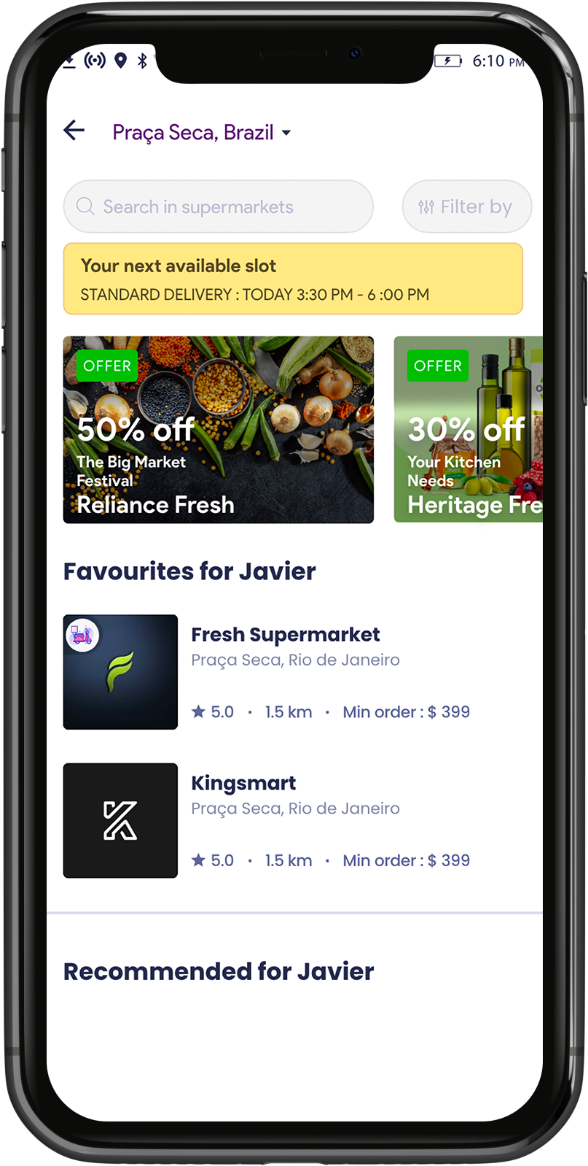 6:10 PM
Praça Seca, Brazil
Search in supermarkets
Filter by
Your next available slot
STANDARD DELIVERY : TODAY 3:30 PM - 6 :00 PM
OFFER
50% off
The Big Market
Festival
Reliance Fresh
OFFER
30% off
Your Kitchen
Needs
Heritage Fre
Favourites for Javier
Fresh Supermarket
Praça Seca, Rio de Janeiro
5.0 · 1.5 km · Min order : $ 399
Kingsmart
Praça Seca, Rio de Janeiro
5.0 · 1.5 km · Min order : $ 399
Recommended for Javier